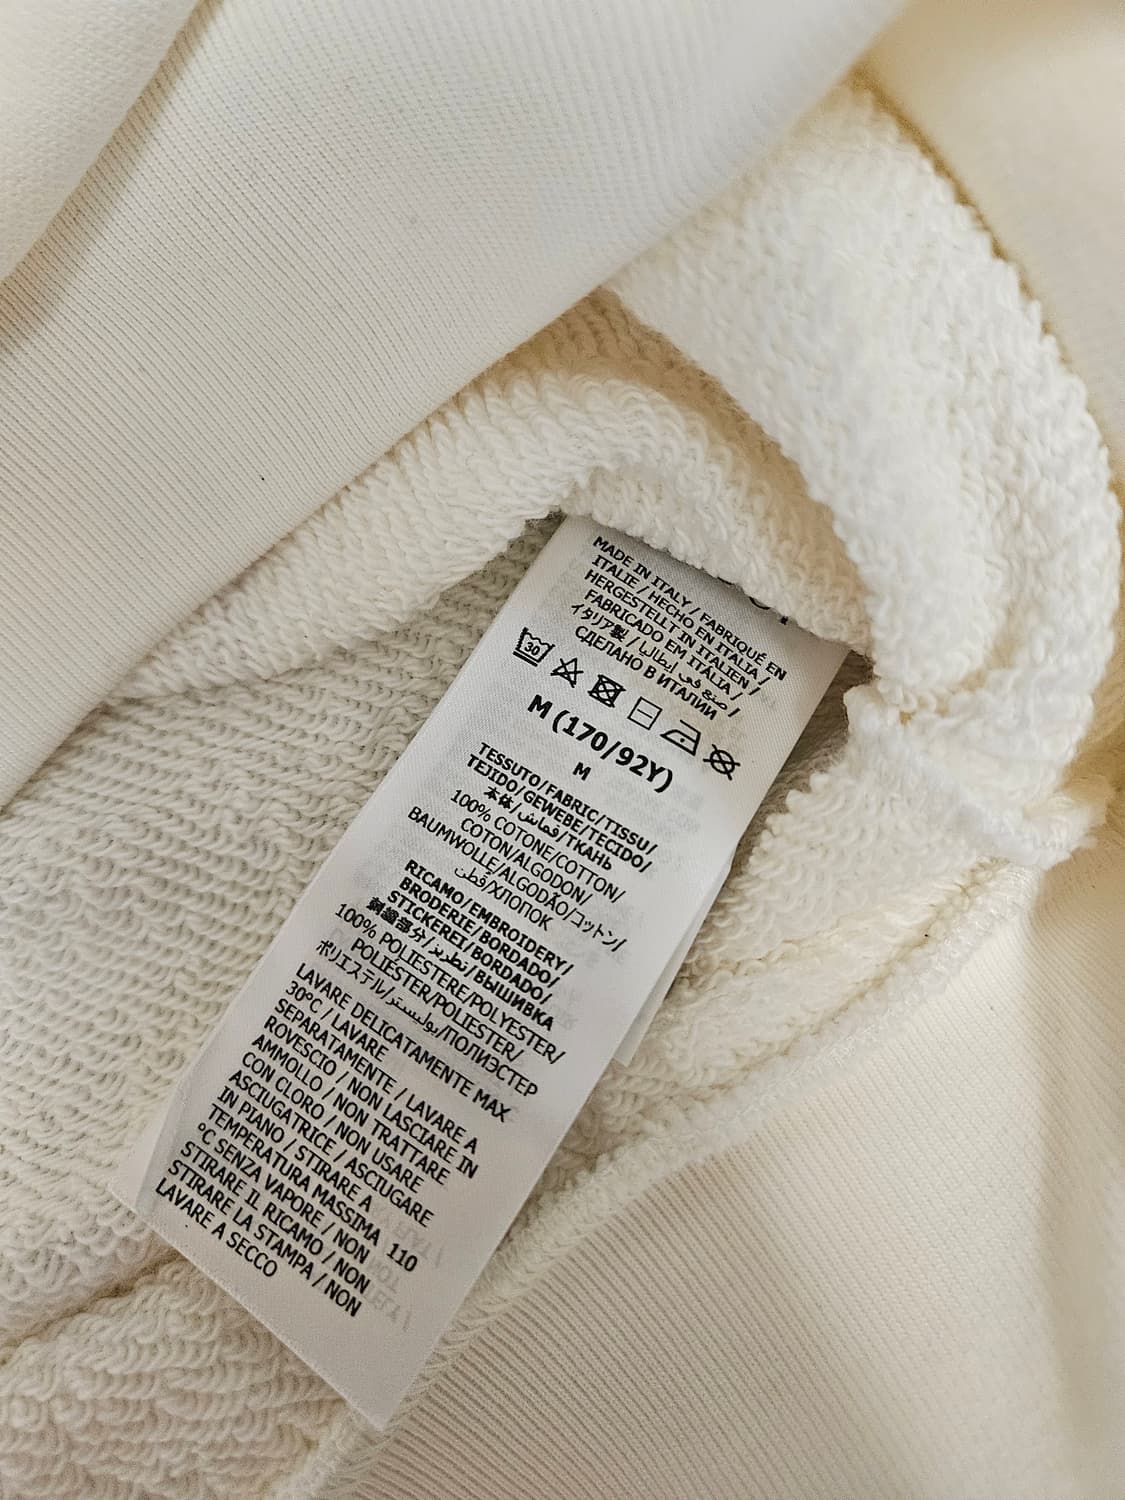 MADE IN ITALY / FABRIQUÉ EN
ITALIE / HECHO EN ITALIA /
HERGESTELLT IN ITALIEN /
FABRICADO EM ITÁLIA /
イタリア製 / صنع في إيطاليا /
СДЕЛАНО В ИТАЛИИ
30
M (170/92Y)
M
TESSUTO/FABRIC/TISSU/
TEJIDO/GEWEBE/TECIDO/
本体/قماش/ТКАНЬ
100% COTONE/COTTON/
COTON/ALGODON/
BAUMWOLLE/ALGODÃO/コットン/
قطن/ХЛОПОК
RICAMO/EMBROIDERY/
BRODERIE/BORDADO/
STICKEREI/BORDADO/
刺繍部分/تطريز/ВЫШИВКА
100% POLIESTERE/POLYESTER/
POLIÉSTER/POLIESTER/
ポリエステル/بوليستر/ПОЛИЭСТЕР
LAVARE DELICATAMENTE MAX
30°C / LAVARE
SEPARATAMENTE / LAVARE A
ROVESCIO / NON LASCIARE IN
AMMOLLO / NON TRATTARE
CON CLORO / NON USARE
ASCIUGATRICE / ASCIUGARE
IN PIANO / STIRARE A
TEMPERATURA MASSIMA 110
°C SENZA VAPORE / NON
STIRARE IL RICAMO / NON
STIRARE LA STAMPA / NON
LAVARE A SECCO